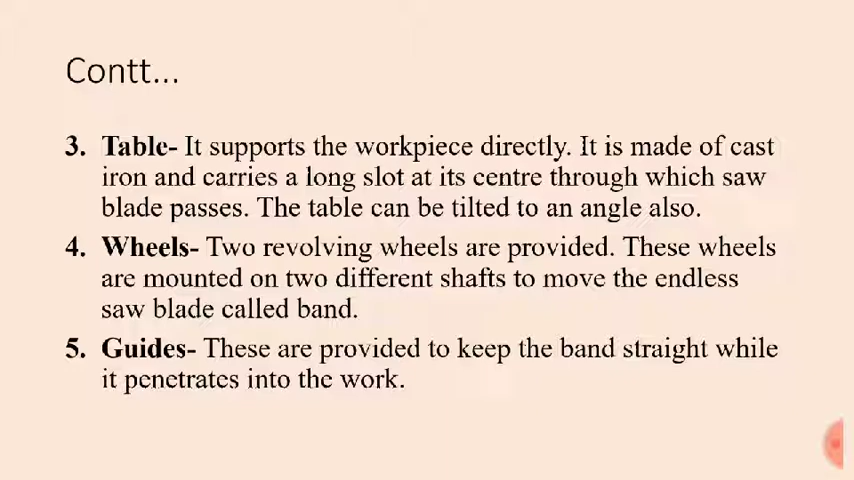 Contt...
3. Table- It supports the workpiece directly. It is made of cast
iron and carries a long slot at its centre through which saw
blade passes. The table can be tilted to an angle also.
4. Wheels- Two revolving wheels are provided. These wheels
are mounted on two different shafts to move the endless
saw blade called band.
5. Guides- These are provided to keep the band straight while
it penetrates into the work.